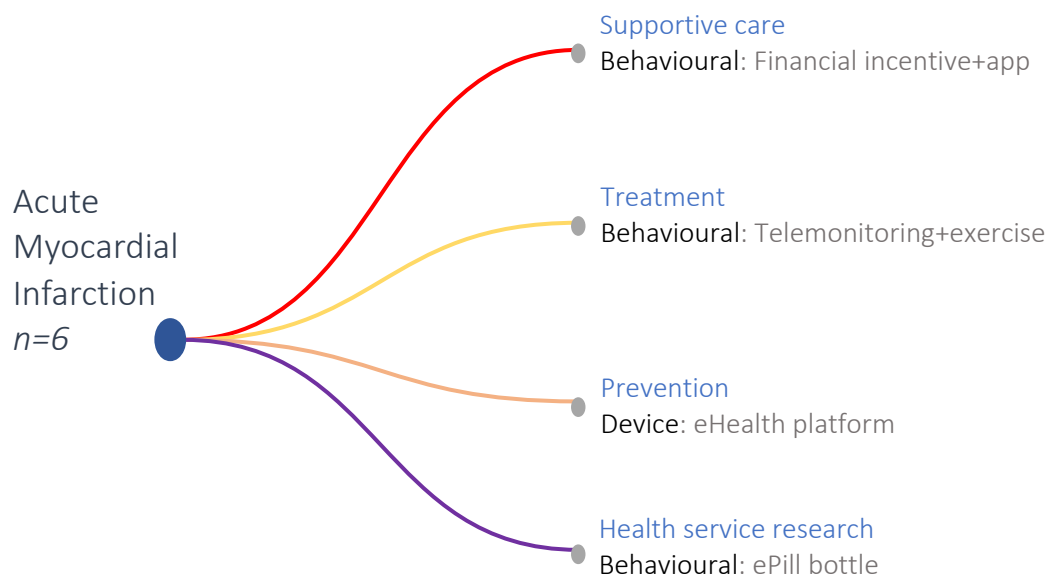 Acute
Myocardial
Infarction
n=6
Supportive care
Behavioural: Financial incentive+app
Treatment
Behavioural: Telemonitoring+exercise
Prevention
Device: eHealth platform
Health service research
Behavioural: ePill bottle